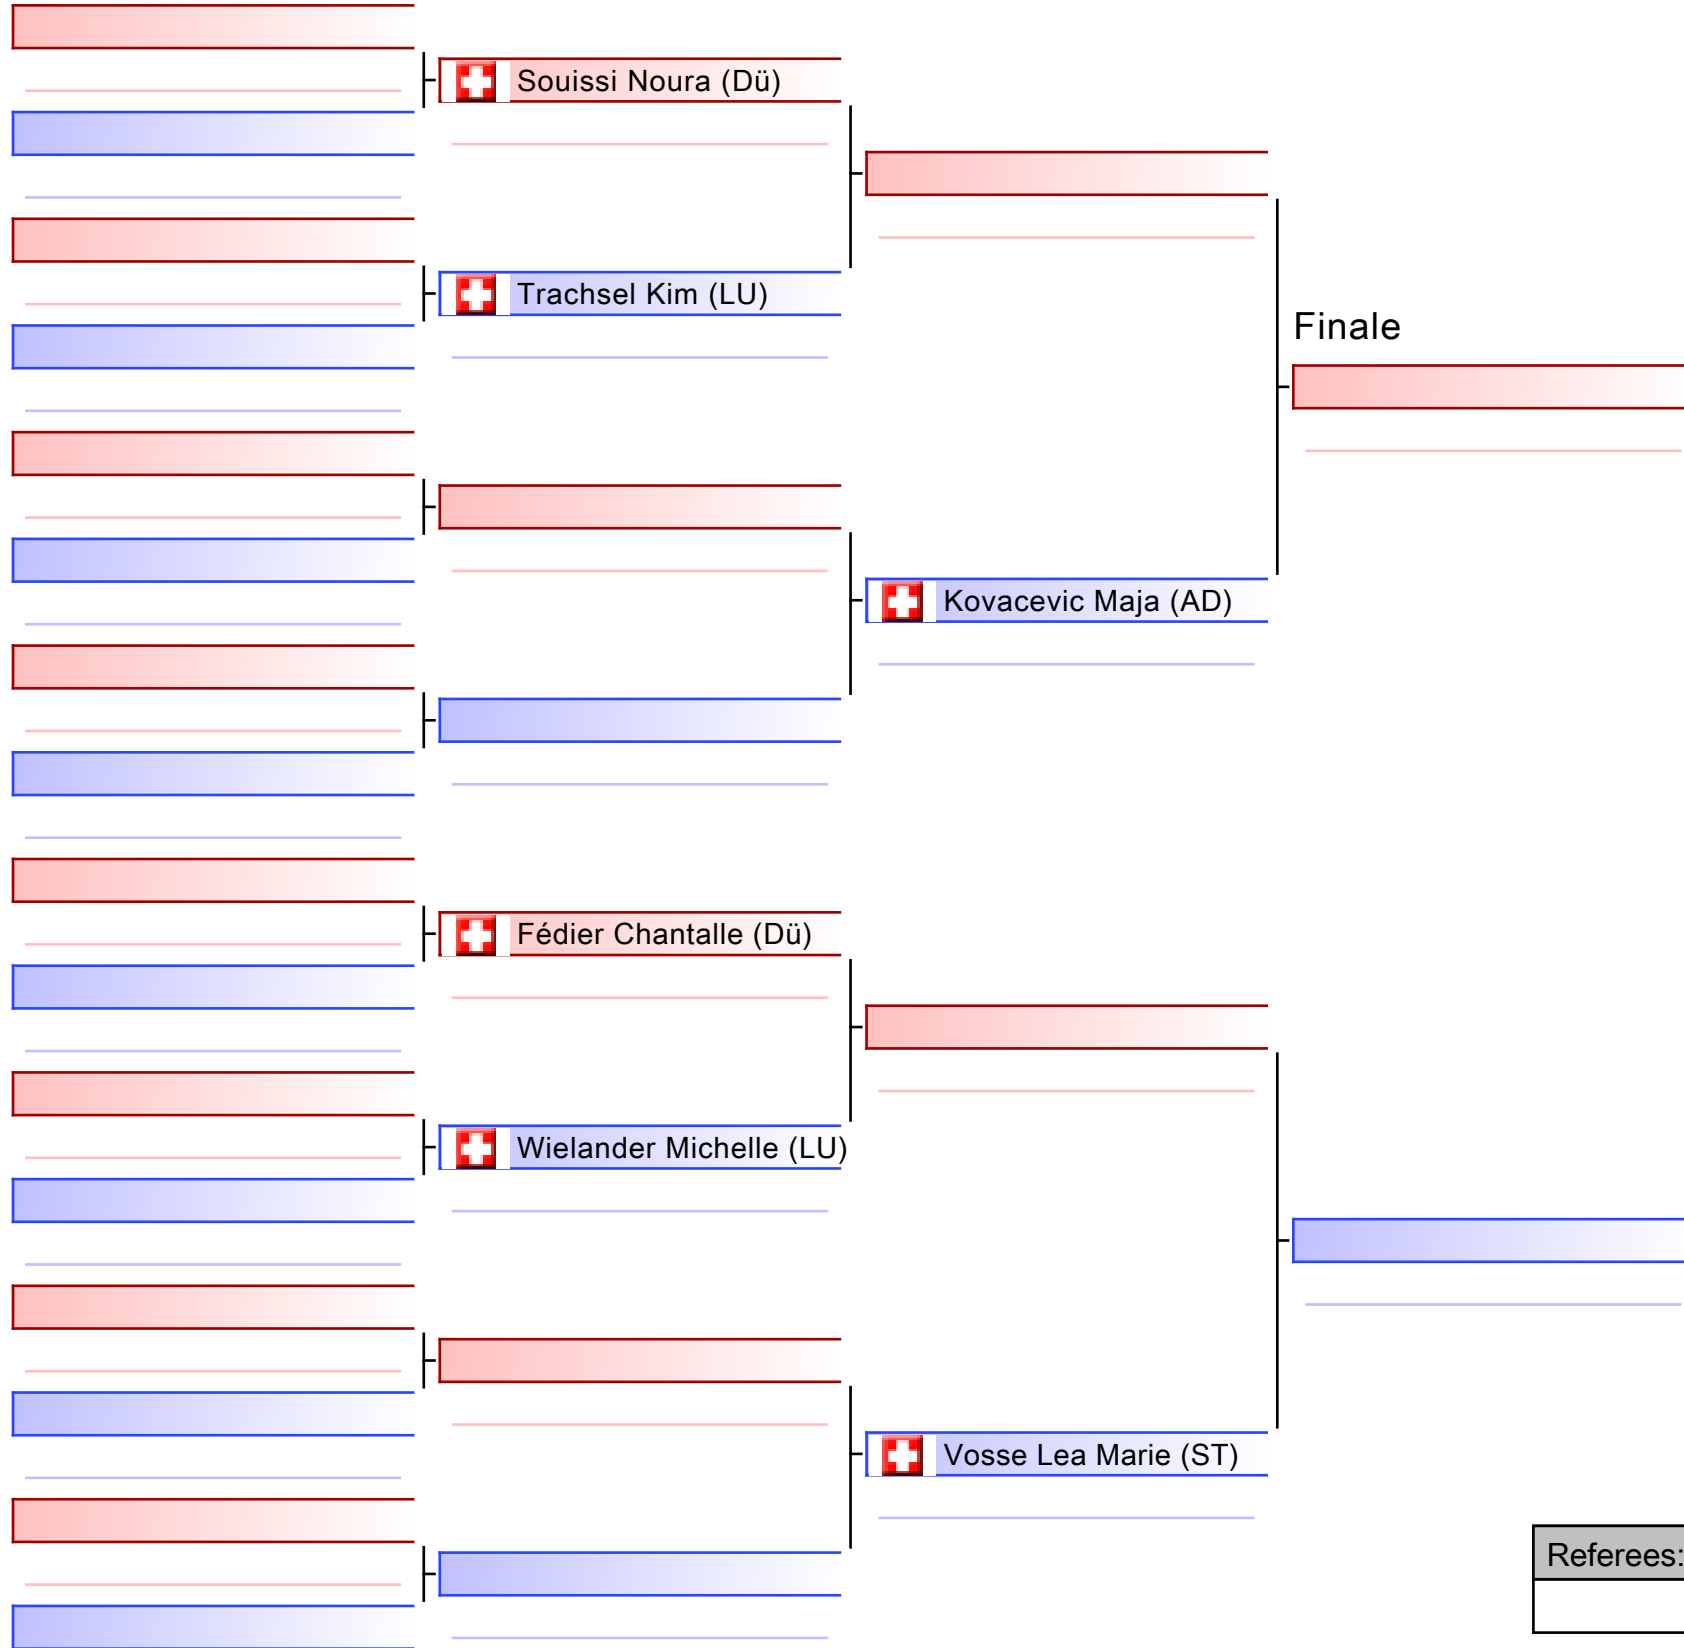 Souissi Noura (Dü)
Trachsel Kim (LU)
Finale
Kovacevic Maja (AD)
Fédier Chantalle (Dü)
Wielander Michelle (LU)
Vosse Lea Marie (ST)
Referees: